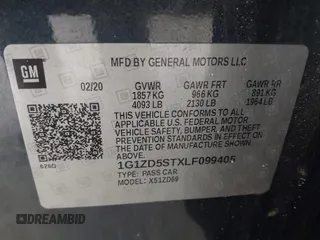 GM
MFD BY GENERAL MOTORS LLC
02/20 GVWR GAWR FRT GAWR RR
1857 KG 966 KG 891 KG
4093 LB 2130 LB 1964 LB
THIS VEHICLE CONFORMS TO ALL
APPLICABLE U.S. FEDERAL MOTOR
VEHICLE SAFETY, BUMPER, AND THEFT
PREVENTION STANDARDS IN EFFECT ON
THE DATE OF MANUFACTURE SHOWN
ABOVE.
1G1ZD5STXLF099405
TYPE: PASS CAR
MODEL: X51ZD69
DREAMBID